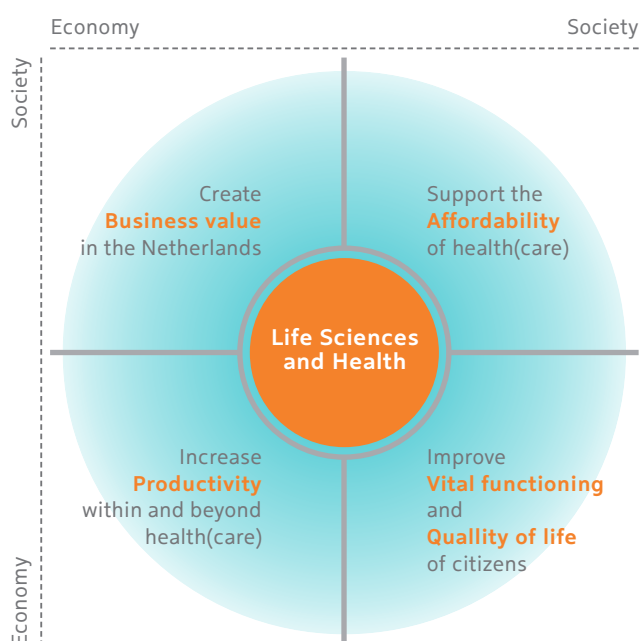 Economy
Society
Society
Create
Business value
in the Netherlands
Support the
Affordability
of health(care)
Life Sciences
and Health
Increase
Productivity
within and beyond
health(care)
Improve
Vital functioning
and
Quallity of life
of citizens
Economy